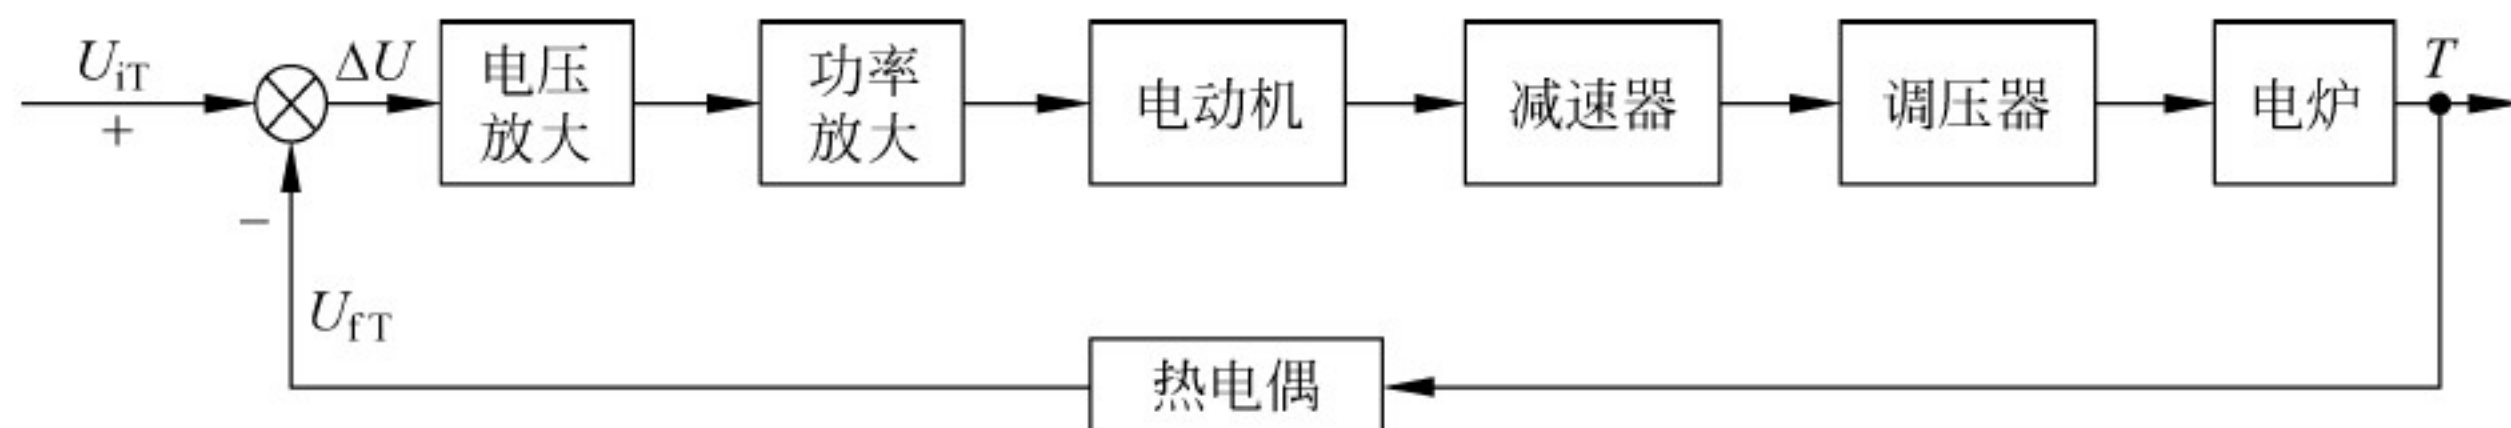 U_iT
+
ΔU
电压
放大
功率
放大
电动机
减速器
调压器
电炉
T
−
U_fT
热电偶